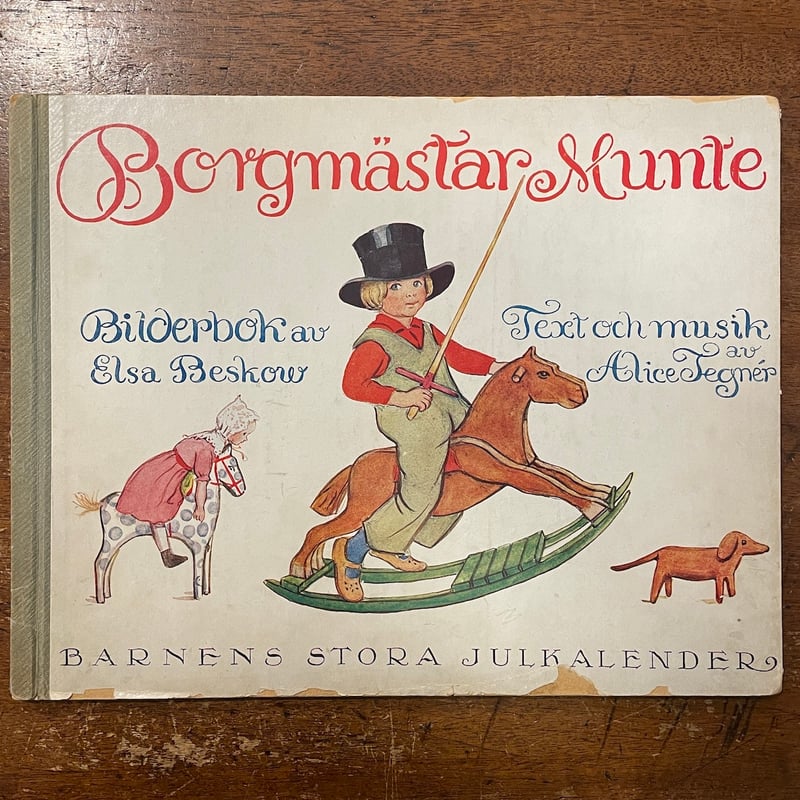 Borgmästar Munte
Bilderbok av
Elsa Beskow
Text och musik
av
Alice Tegnér
BARNENS STORA JULKALENDER